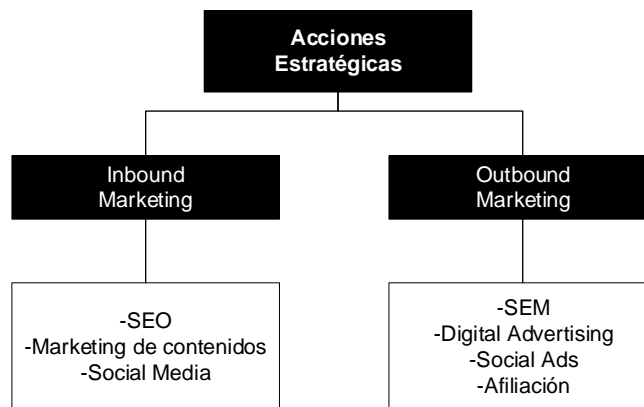 Acciones
Estratégicas
Inbound
Marketing
Outbound
Marketing
-SEO
-Marketing de contenidos
-Social Media
-SEM
-Digital Advertising
-Social Ads
-Afiliación